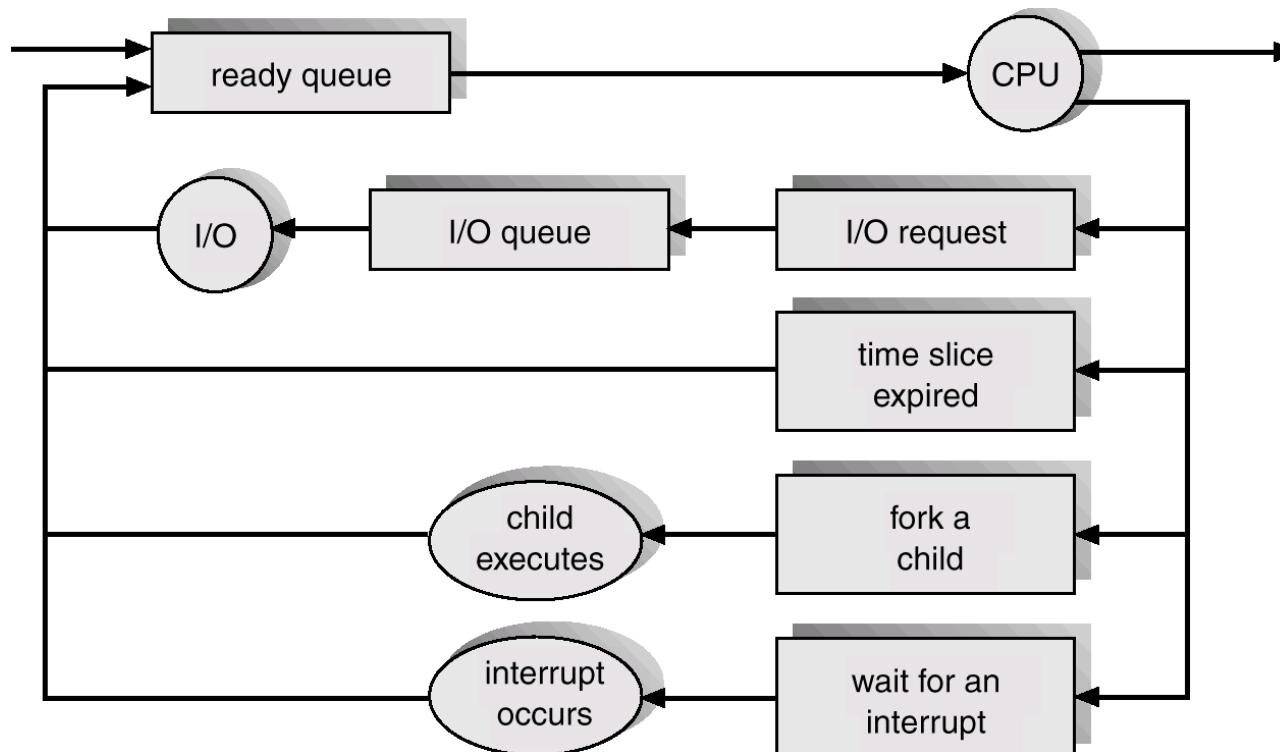 ready queue
CPU
I/O
I/O queue
I/O request
time slice
expired
child
executes
fork a
child
interrupt
occurs
wait for an
interrupt